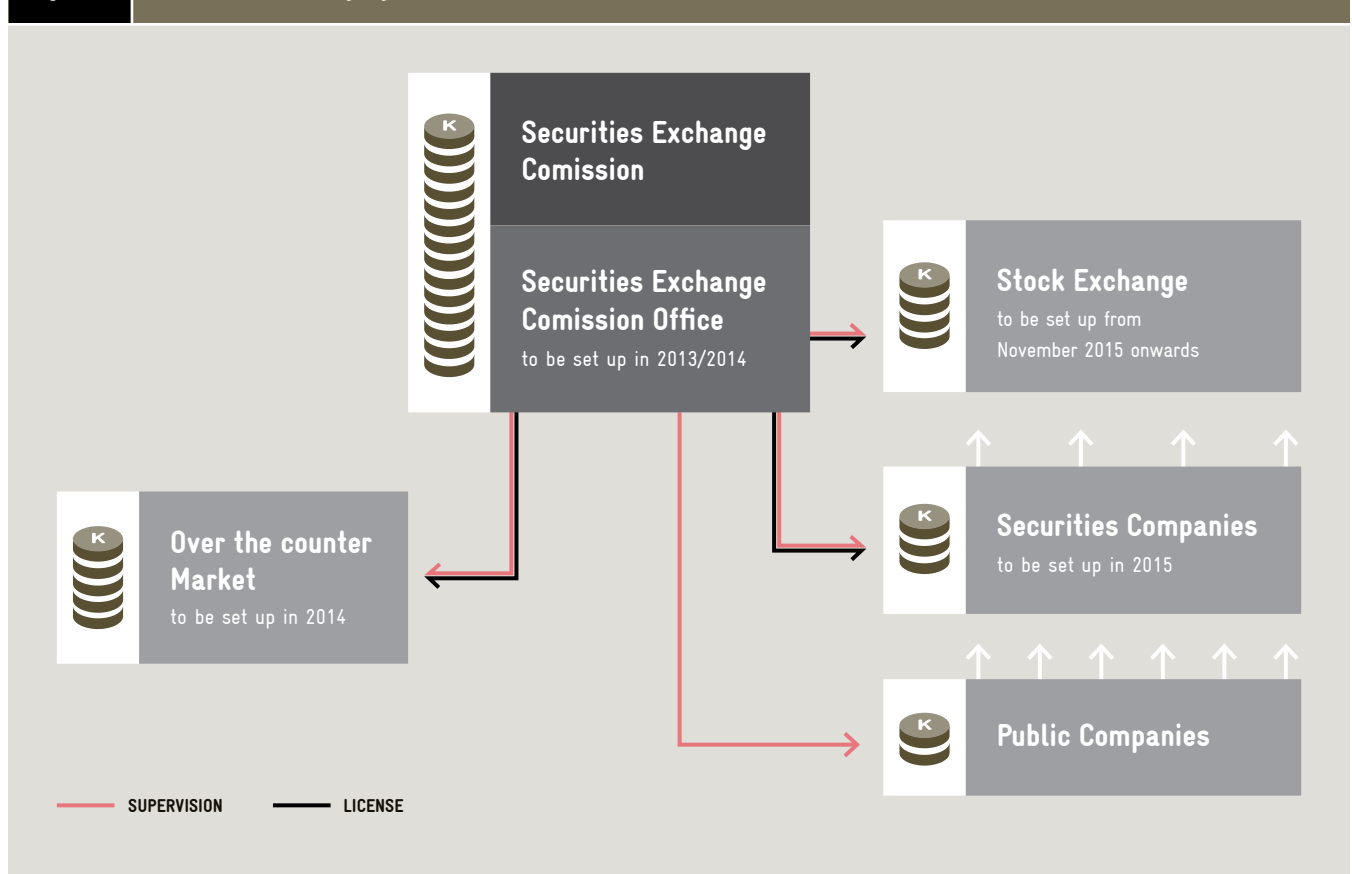 Securities Exchange
Comission
Securities Exchange
Comission Office
to be set up in 2013/2014
K
Stock Exchange
to be set up from
November 2015 onwards
K
Securities Companies
to be set up in 2015
K
Over the counter
Market
to be set up in 2014
K
Public Companies
K
SUPERVISION
LICENSE